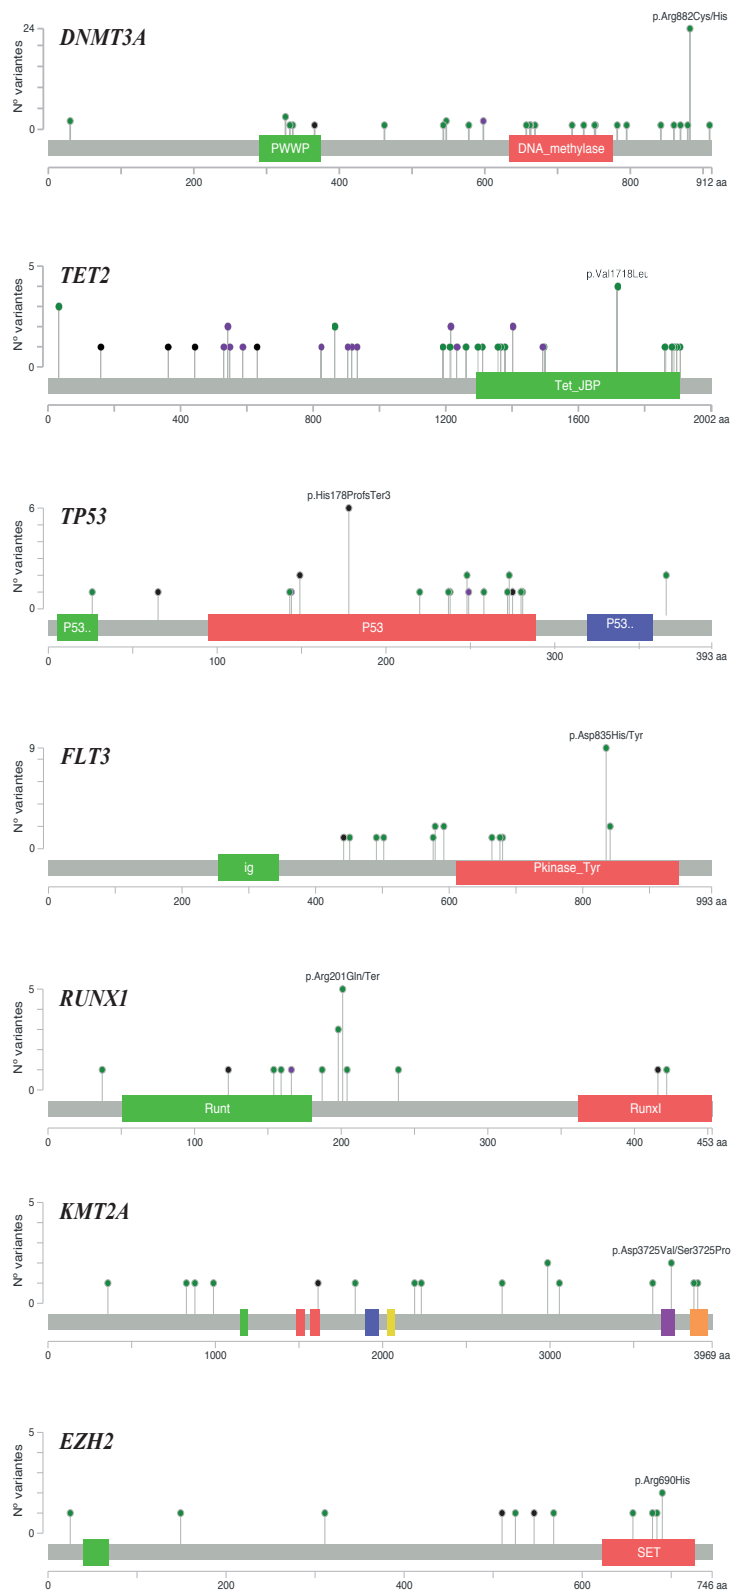 p.Arg882Cys/His
24
DNMT3A
Nº variantes
0
PWWP
DNA_methylase
0 200 400 600 800 912 aa
5
TET2
p.Val1718Leu
Nº variantes
0
Tet_JBP
0 400 800 1200 1600 2002 aa
p.His178ProfsTer3
6
TP53
Nº variantes
0
P53..
P53
P53..
0 100 200 300 393 aa
p.Asp835His/Tyr
9
FLT3
Nº variantes
0
ig
Pkinase_Tyr
0 200 400 600 800 993 aa
p.Arg201Gln/Ter
5
RUNX1
Nº variantes
0
Runt
RunxI
0 100 200 300 400 453 aa
5
KMT2A
p.Asp3725Val/Ser3725Pro
Nº variantes
0
0 1000 2000 3000 3969 aa
5
EZH2
p.Arg690His
Nº variantes
0
SET
0 200 400 600 746 aa